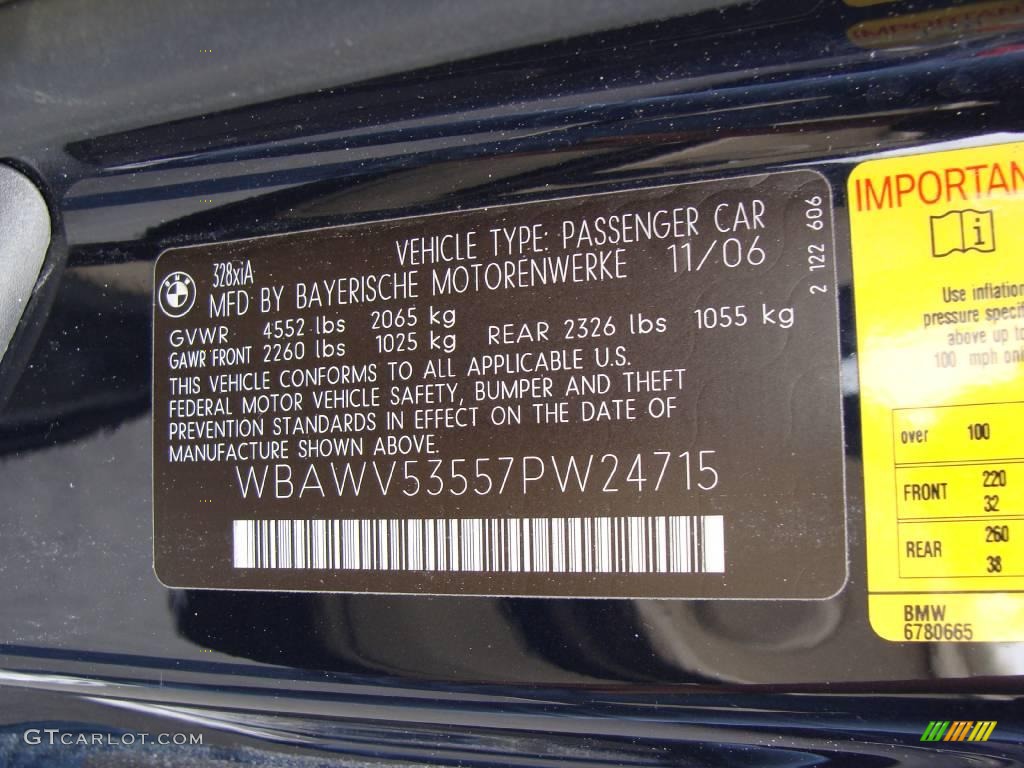 VEHICLE TYPE: PASSENGER CAR
328xiA
MFD BY BAYERISCHE MOTORENWERKE 11/06
2 122 606
GVWR 4552 lbs 2065 kg
GAWR FRONT 2260 lbs 1025 kg REAR 2326 lbs 1055 kg
THIS VEHICLE CONFORMS TO ALL APPLICABLE U.S.
FEDERAL MOTOR VEHICLE SAFETY, BUMPER AND THEFT
PREVENTION STANDARDS IN EFFECT ON THE DATE OF
MANUFACTURE SHOWN ABOVE.
WBAWV53557PW24715
IMPORTAN
i
Use inflation
pressure specifi
above up to
100 mph only
over 100
FRONT 220
32
REAR 260
38
BMW
6780665
GTCARLOT.COM